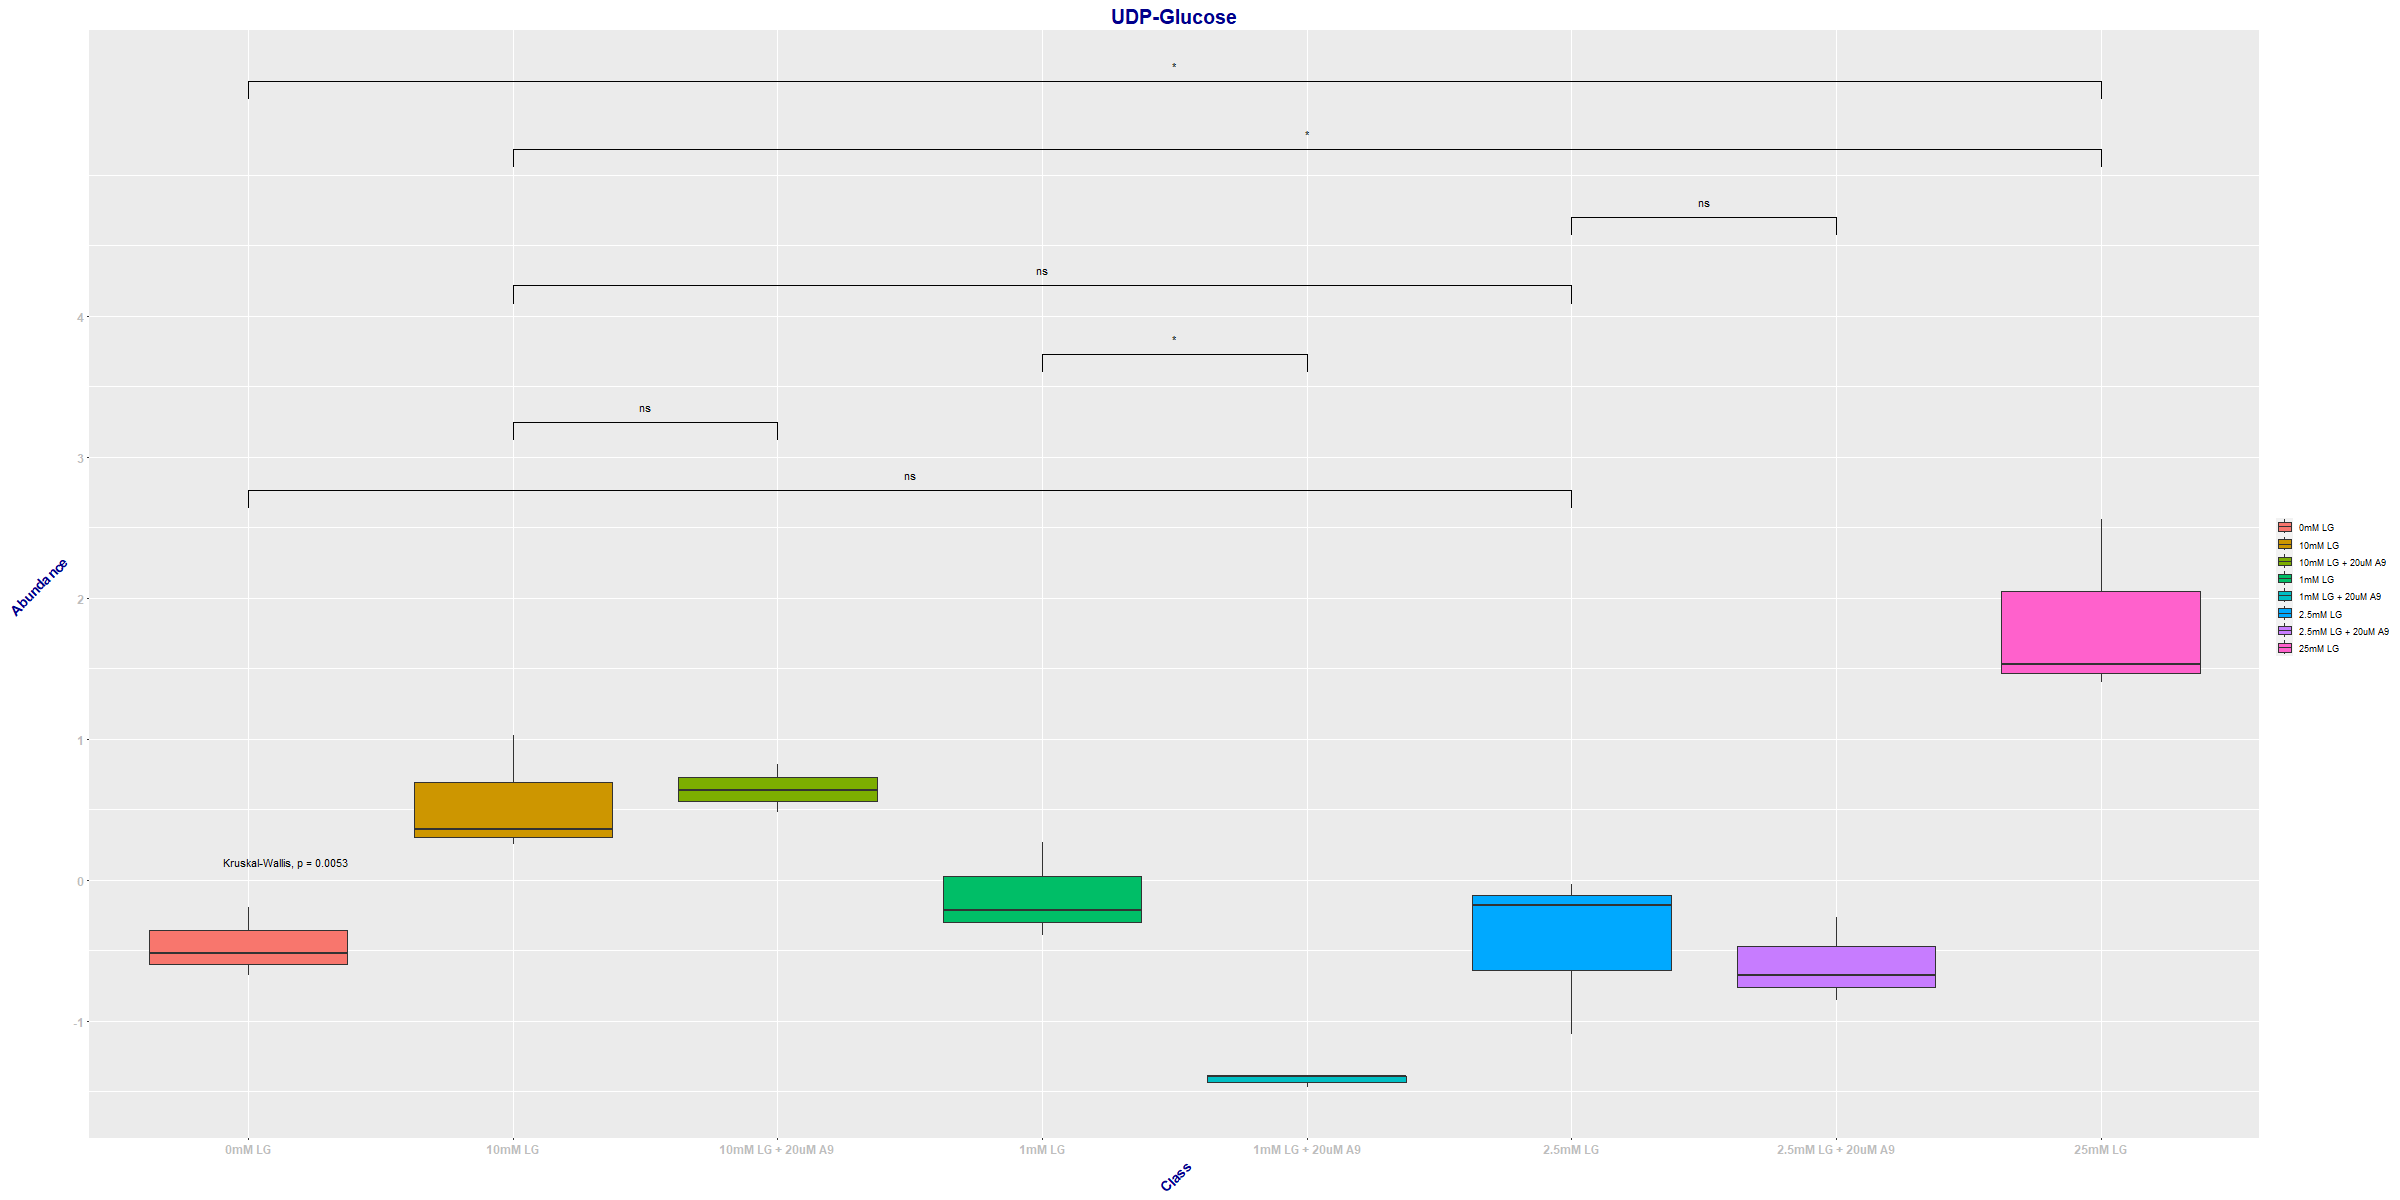 UDP-Glucose
*
*
ns
ns
*
ns
ns
4
3
2
1
0
-1
Abundance
Kruskal-Wallis, p = 0.0053
0mM LG
10mM LG
10mM LG + 20uM A9
1mM LG
1mM LG + 20uM A9
2.5mM LG
2.5mM LG + 20uM A9
25mM LG
Class
0mM LG
10mM LG
10mM LG + 20uM A9
1mM LG
1mM LG + 20uM A9
2.5mM LG
2.5mM LG + 20uM A9
25mM LG